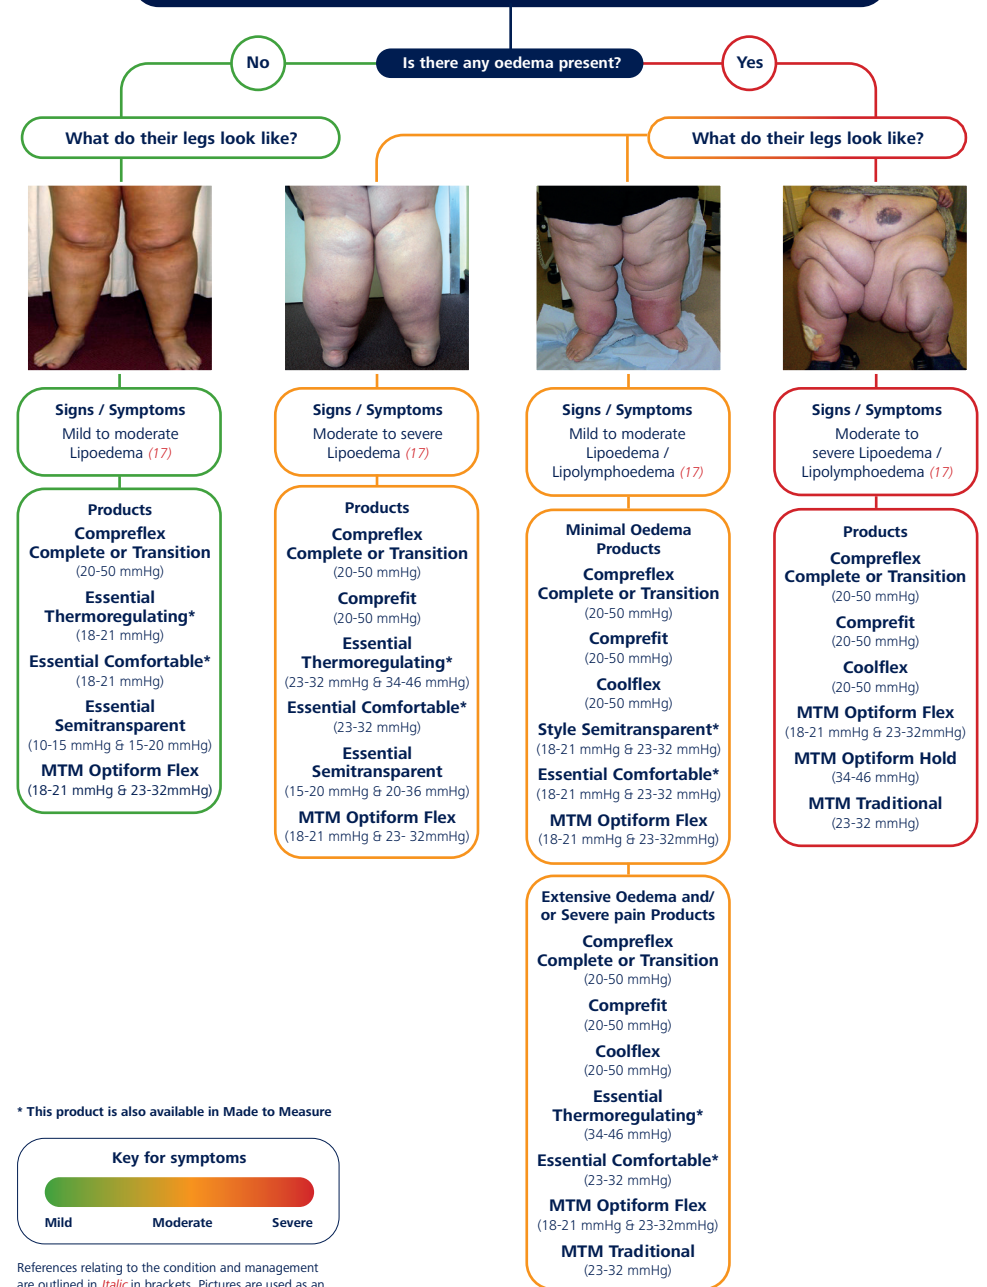 Is there any oedema present?
No
Yes
What do their legs look like?
What do their legs look like?
Signs / Symptoms
Mild to moderate
Lipoedema (17)
Products
Compreflex
Complete or Transition
(20-50 mmHg)
Essential
Thermoregulating*
(18-21 mmHg)
Essential Comfortable*
(18-21 mmHg)
Essential
Semitransparent
(10-15 mmHg & 15-20 mmHg)
MTM Optiform Flex
(18-21 mmHg & 23-32mmHg)
Signs / Symptoms
Moderate to severe
Lipoedema (17)
Products
Compreflex
Complete or Transition
(20-50 mmHg)
Comprefit
(20-50 mmHg)
Essential
Thermoregulating*
(23-32 mmHg & 34-46 mmHg)
Essential Comfortable*
(23-32 mmHg)
Essential
Semitransparent
(15-20 mmHg & 20-36 mmHg)
MTM Optiform Flex
(18-21 mmHg & 23- 32mmHg)
Signs / Symptoms
Mild to moderate
Lipoedema /
Lipolymphoedema (17)
Minimal Oedema
Products
Compreflex
Complete or Transition
(20-50 mmHg)
Comprefit
(20-50 mmHg)
Coolflex
(20-50 mmHg)
Style Semitransparent*
(18-21 mmHg & 23-32 mmHg)
Essential Comfortable*
(18-21 mmHg & 23-32 mmHg)
MTM Optiform Flex
(18-21 mmHg & 23-32mmHg)
Extensive Oedema and/
or Severe pain Products
Compreflex
Complete or Transition
(20-50 mmHg)
Comprefit
(20-50 mmHg)
Coolflex
(20-50 mmHg)
Essential
Thermoregulating*
(34-46 mmHg)
Essential Comfortable*
(23-32 mmHg)
MTM Optiform Flex
(18-21 mmHg & 23-32mmHg)
MTM Traditional
(23-32 mmHg)
Signs / Symptoms
Moderate to
severe Lipoedema /
Lipolymphoedema (17)
Products
Compreflex
Complete or Transition
(20-50 mmHg)
Comprefit
(20-50 mmHg)
Coolflex
(20-50 mmHg)
MTM Optiform Flex
(18-21 mmHg & 23-32mmHg)
MTM Optiform Hold
(34-46 mmHg)
MTM Traditional
(23-32 mmHg)
* This product is also available in Made to Measure
Key for symptoms
Mild
Moderate
Severe
References relating to the condition and management
are outlined in Italic in brackets. Pictures are used as an